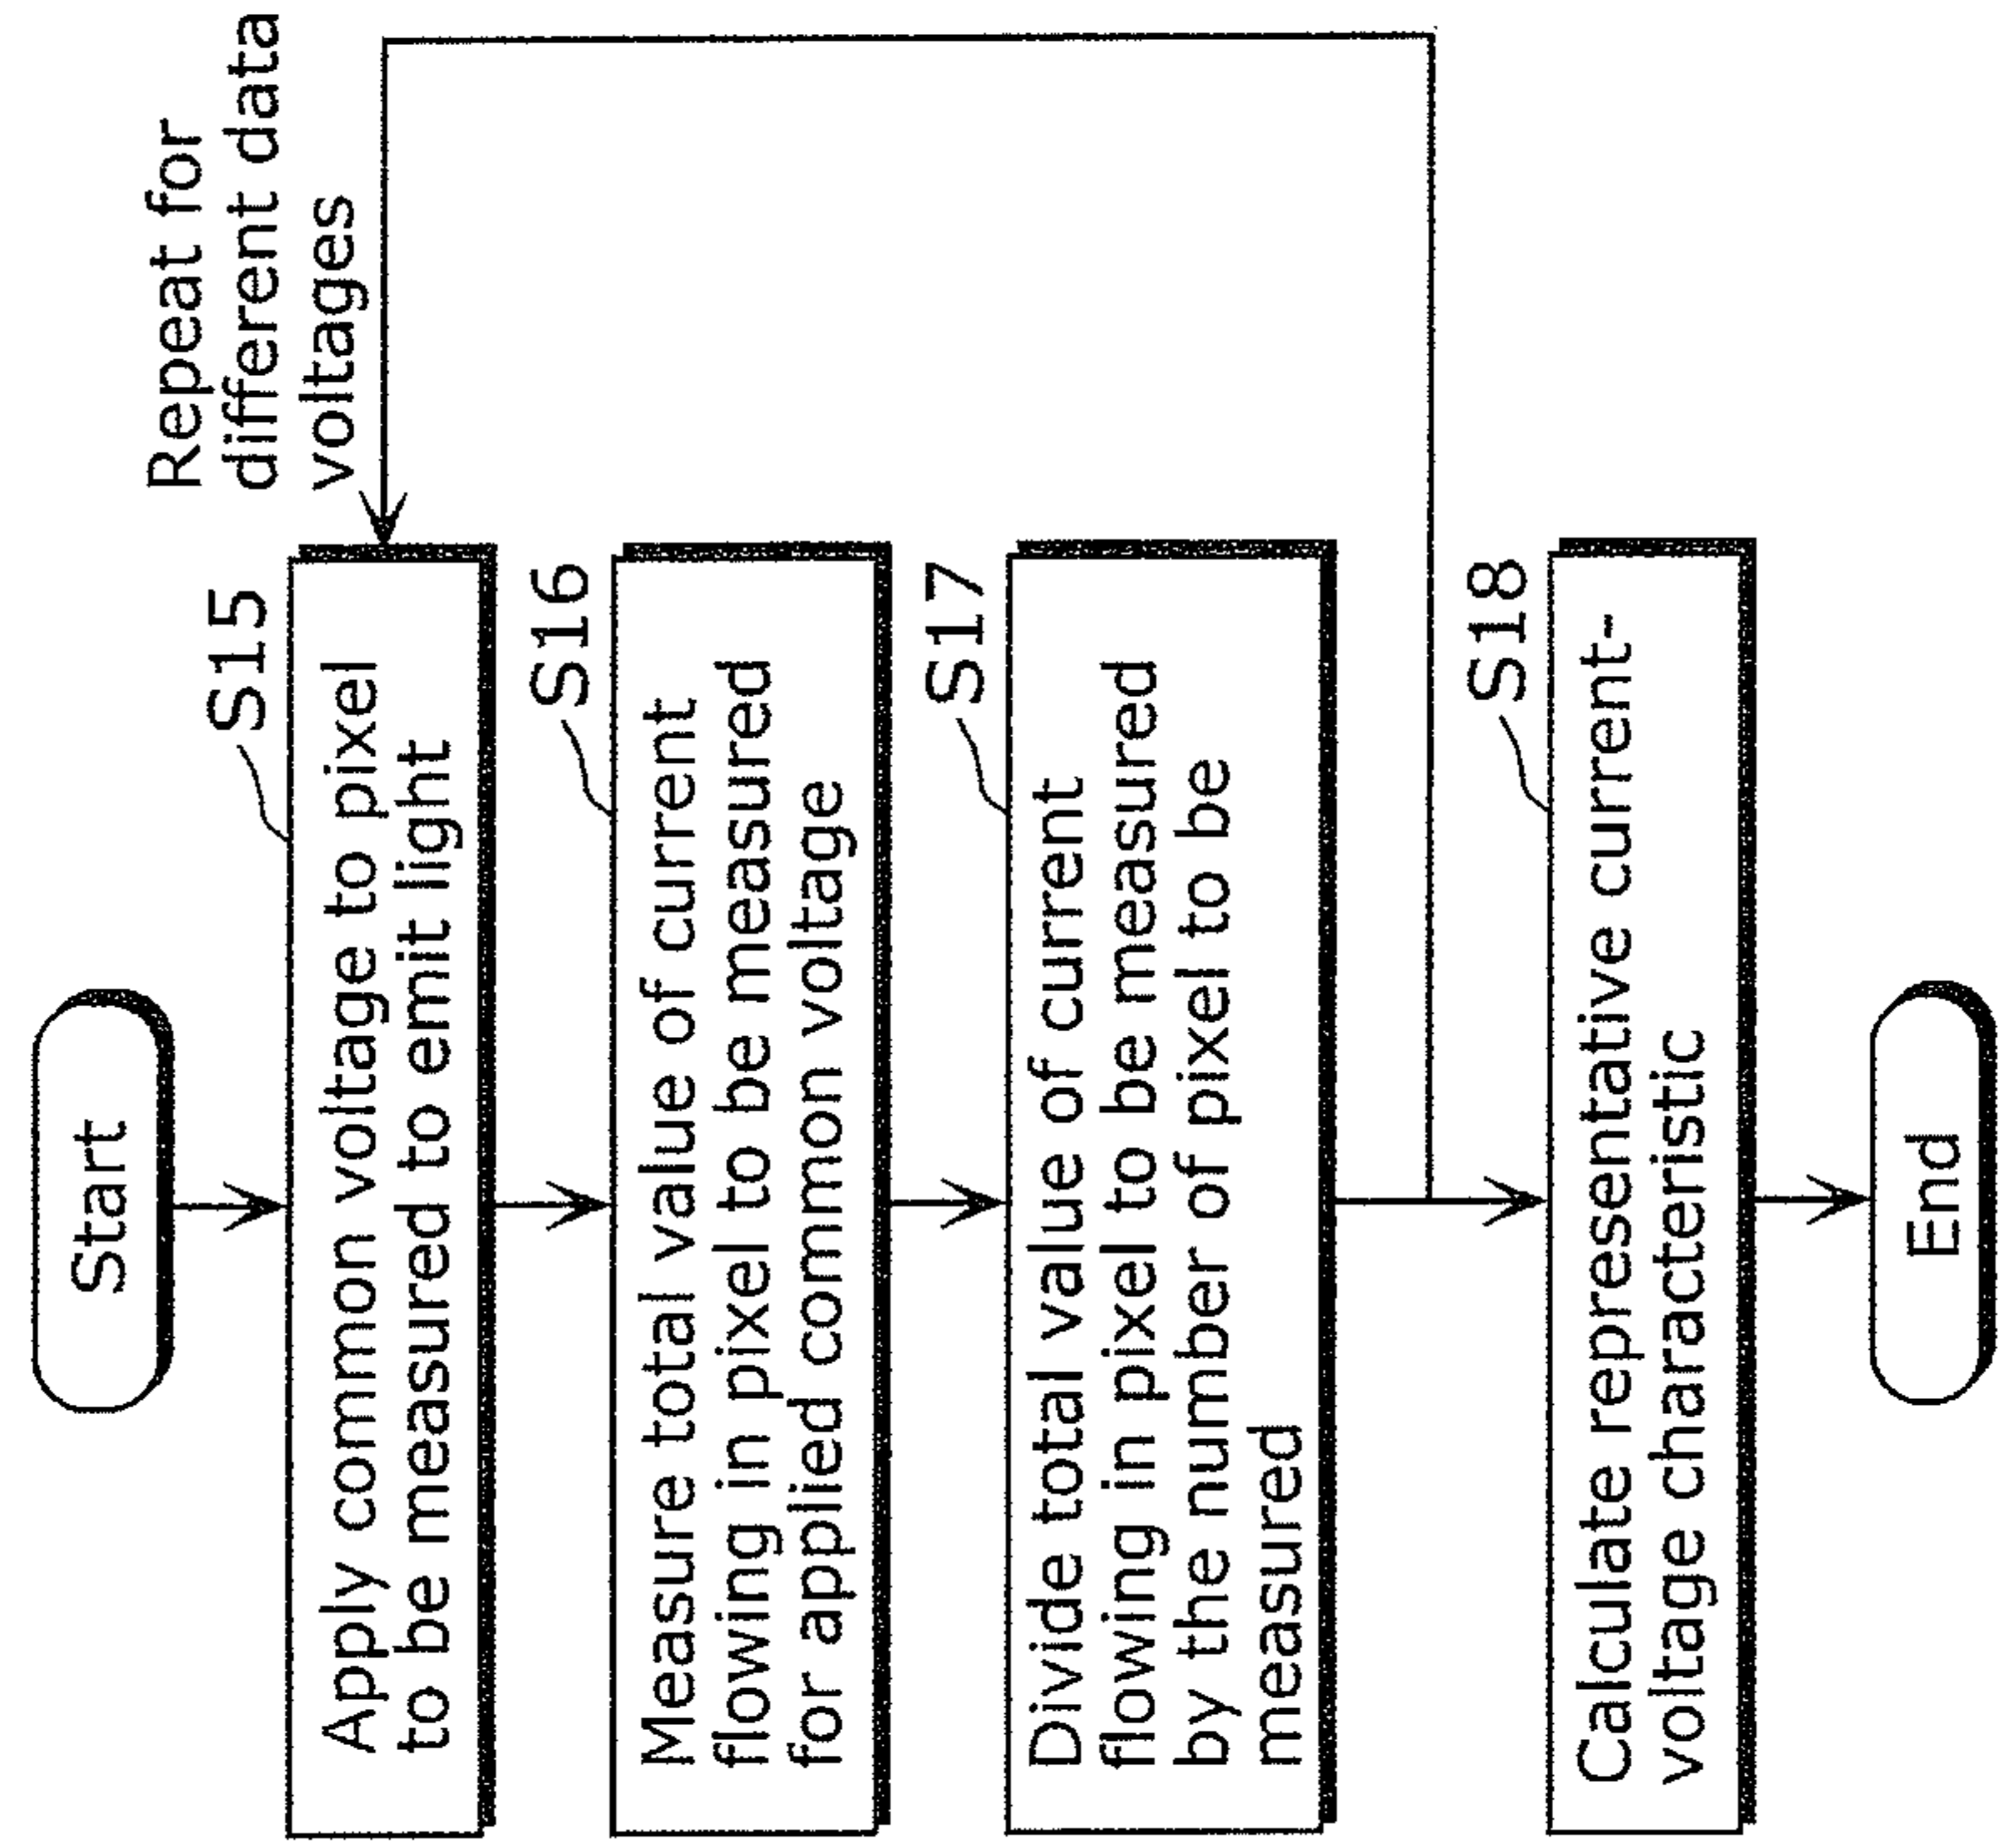 Start
S15
Apply common voltage to pixel
to be measured to emit light
Repeat for
different data
voltages
S16
Measure total value of current
flowing in pixel to be measured
for applied common voltage
S17
Divide total value of current
flowing in pixel to be measured
by the number of pixel to be
measured
S18
Calculate representative current-
voltage characteristic
End